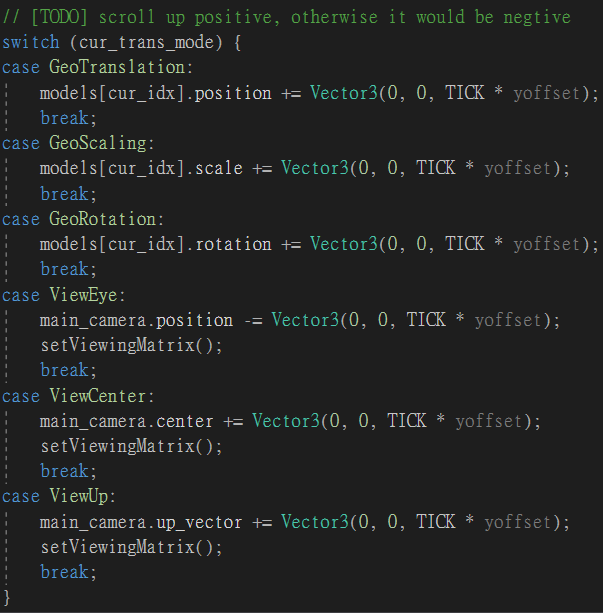 // [TODO] scroll up positive, otherwise it would be negtive
switch (cur_trans_mode) {
case GeoTranslation:
    models[cur_idx].position += Vector3(0, 0, TICK * yoffset);
    break;
case GeoScaling:
    models[cur_idx].scale += Vector3(0, 0, TICK * yoffset);
    break;
case GeoRotation:
    models[cur_idx].rotation += Vector3(0, 0, TICK * yoffset);
    break;
case ViewEye:
    main_camera.position -= Vector3(0, 0, TICK * yoffset);
    setViewingMatrix();
    break;
case ViewCenter:
    main_camera.center += Vector3(0, 0, TICK * yoffset);
    setViewingMatrix();
    break;
case ViewUp:
    main_camera.up_vector += Vector3(0, 0, TICK * yoffset);
    setViewingMatrix();
    break;
}